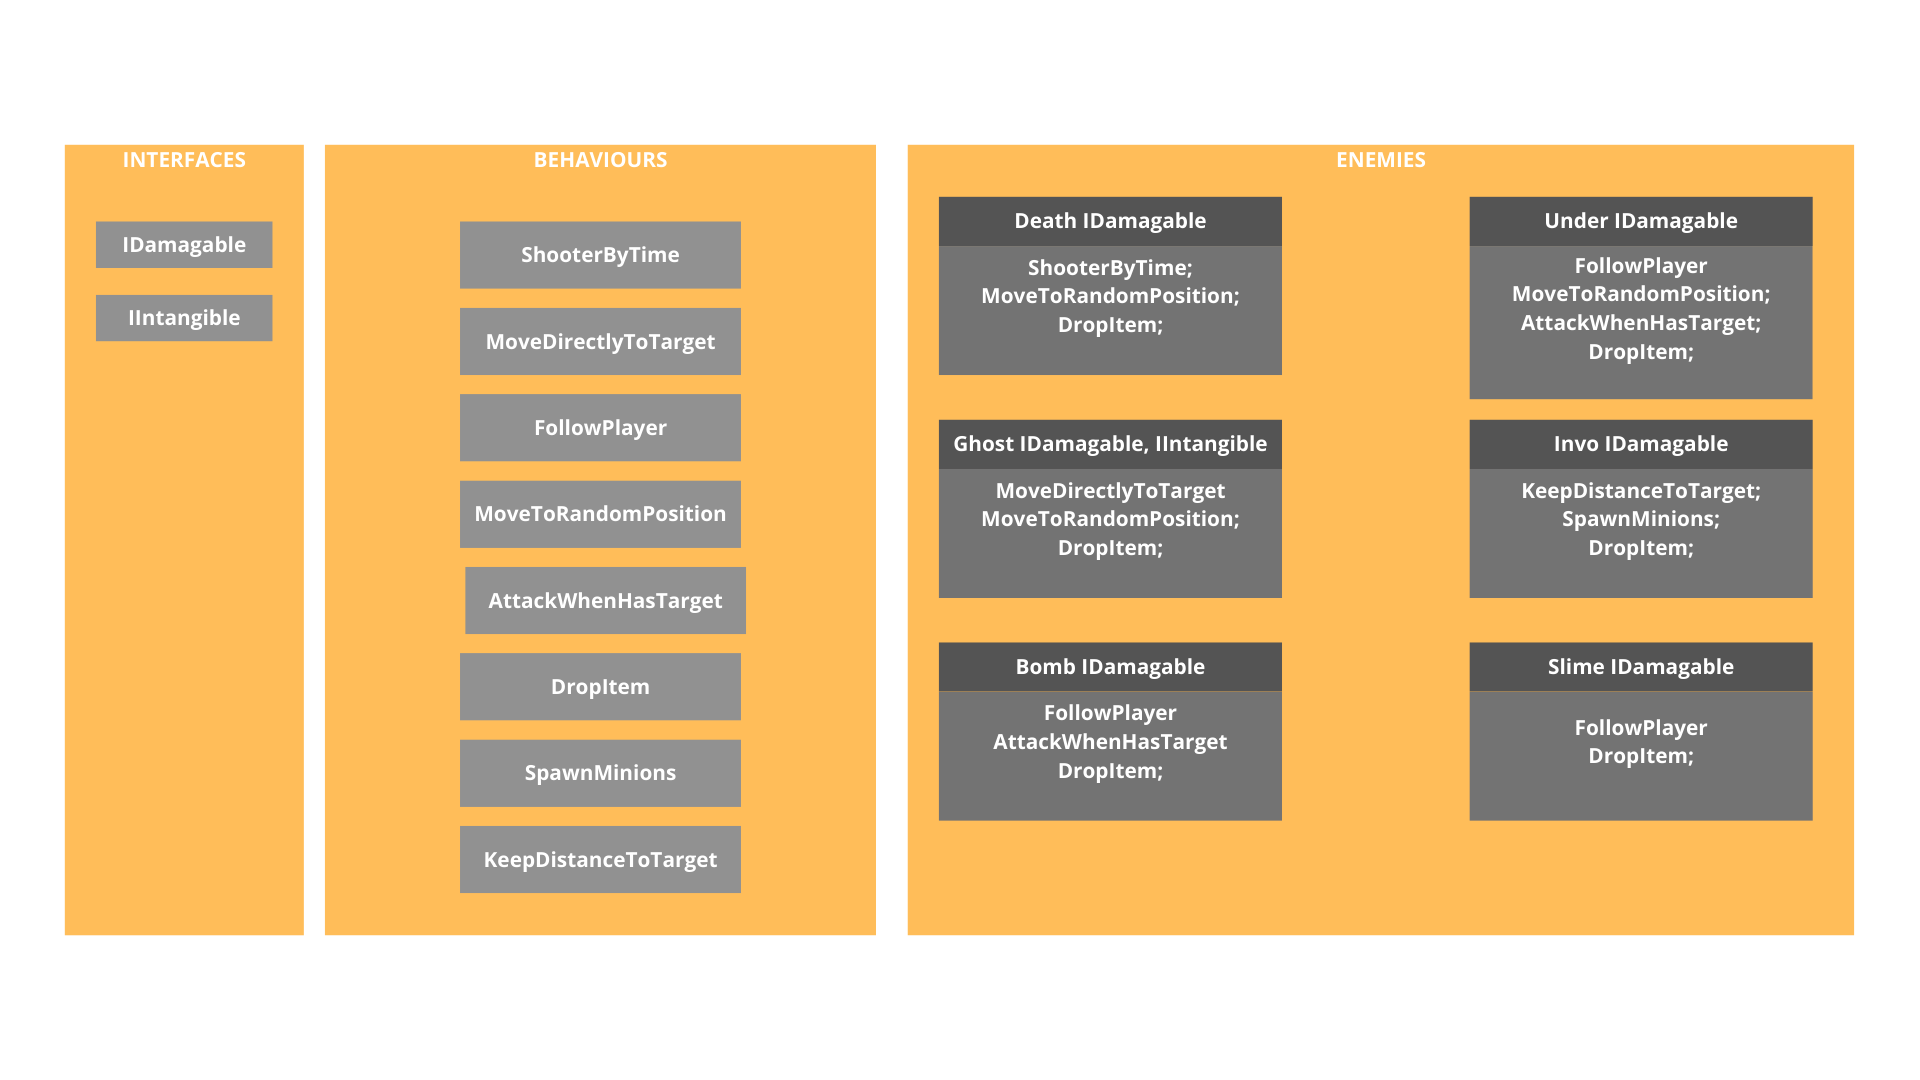 INTERFACES
IDamagable
IIntangible
BEHAVIOURS
ShooterByTime
MoveDirectlyToTarget
FollowPlayer
MoveToRandomPosition
AttackWhenHasTarget
DropItem
SpawnMinions
KeepDistanceToTarget
ENEMIES
Death IDamagable
ShooterByTime;
MoveToRandomPosition;
DropItem;
Under IDamagable
FollowPlayer
MoveToRandomPosition;
AttackWhenHasTarget;
DropItem;
Ghost IDamagable, IIntangible
MoveDirectlyToTarget
MoveToRandomPosition;
DropItem;
Invo IDamagable
KeepDistanceToTarget;
SpawnMinions;
DropItem;
Bomb IDamagable
FollowPlayer
AttackWhenHasTarget
DropItem;
Slime IDamagable
FollowPlayer
DropItem;